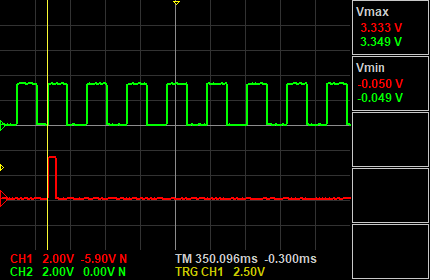 Vmax
3.333 V
3.349 V
Vmin
-0.050 V
-0.049 V
CH1 2.00V -5.90V N TM 350.096ms -0.300ms
CH2 2.00V 0.00V N TRG CH1 2.50V